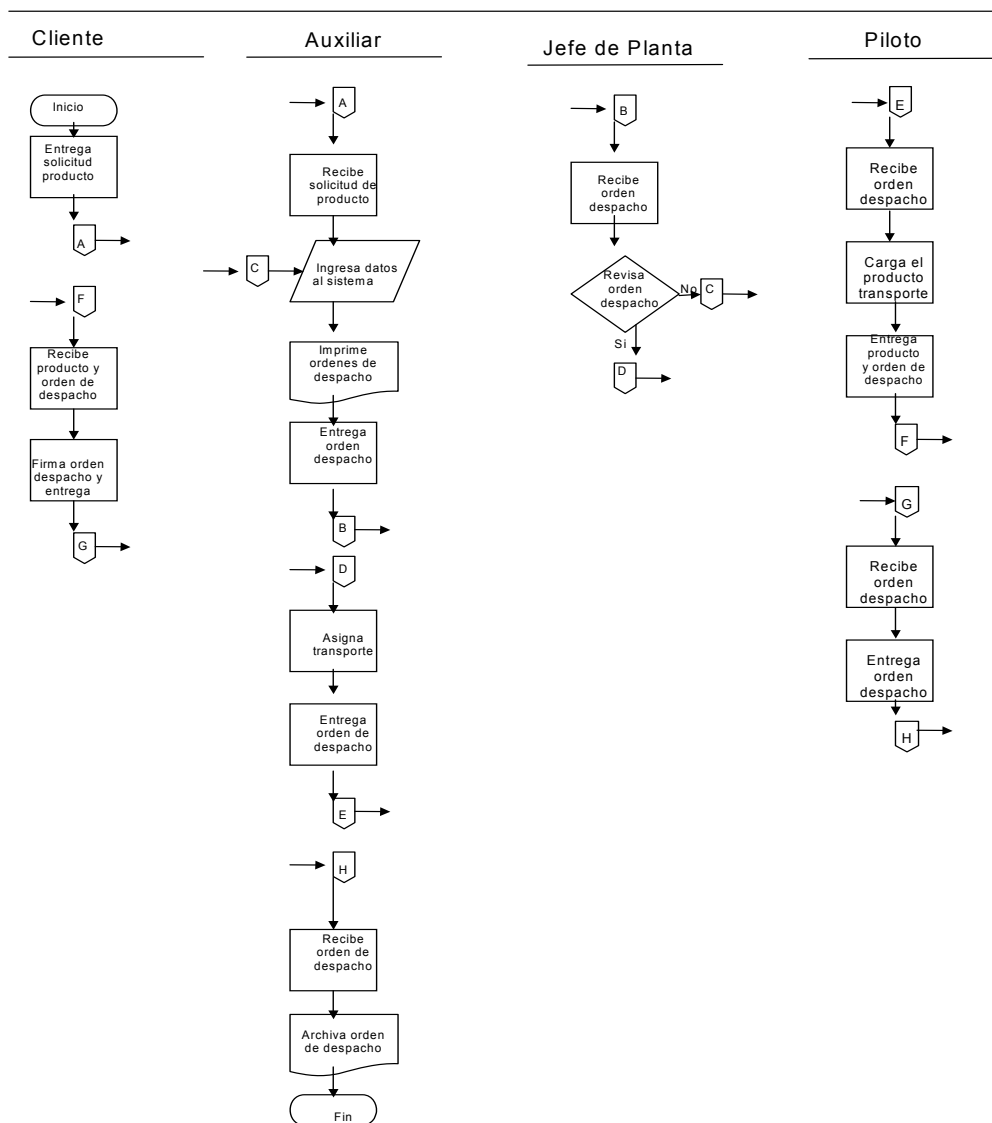 Cliente
Auxiliar
Jefe de Planta
Piloto
Inicio
Entrega
solicitud
producto
A
F
Recibe
producto y
orden de
despacho
Firma orden
despacho y
entrega
G
A
Recibe
solicitud de
producto
C
Ingresa datos
al sistema
Imprime
ordenes de
despacho
Entrega
orden
despacho
B
D
Asigna
transporte
Entrega
orden de
despacho
E
H
Recibe
orden de
despacho
Archiva orden
de despacho
Fin
B
Recibe
orden
despacho
Revisa
orden
despacho
No
C
Si
D
E
Recibe
orden
despacho
Carga el
producto
transporte
Entrega
producto
y orden de
despacho
F
G
Recibe
orden
despacho
Entrega
orden
despacho
H